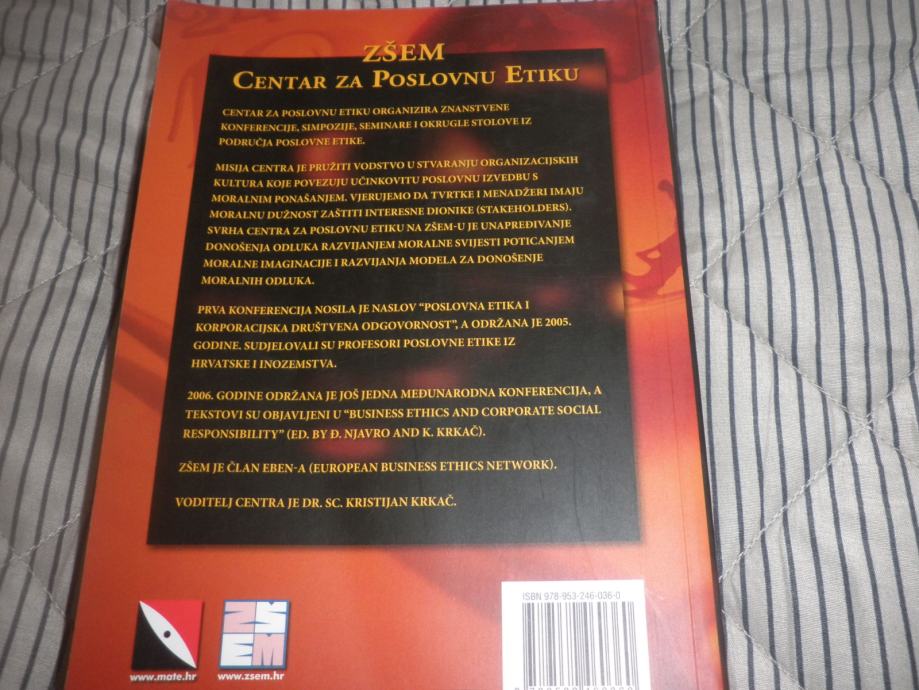 ZŠEM
CENTAR ZA POSLOVNU ETIKU
CENTAR ZA POSLOVNU ETIKU ORGANIZIRA ZNANSTVENE
KONFERENCIJE, SIMPOZIJE, SEMINARE I OKRUGLE STOLOVE IZ
PODRUČJA POSLOVNE ETIKE.
MISIJA CENTRA JE PRUŽITI VODSTVO U STVARANJU ORGANIZACIJSKIH
KULTURA KOJE POVEZUJU UČINKOVITU POSLOVNU IZVEDBU S
MORALNIM PONAŠANJEM. VJERUJEMO DA TVRTKE I MENADŽERI IMAJU
MORALNU DUŽNOST ZAŠTITI INTERESNE DIONIKE (STAKEHOLDERS).
SVRHA CENTRA ZA POSLOVNU ETIKU NA ZŠEM-U JE UNAPREĐIVANJE
DONOŠENJA ODLUKA RAZVIJANJEM MORALNE SVIJESTI POTICANJEM
MORALNE IMAGINACIJE I RAZVIJANJA MODELA ZA DONOŠENJE
MORALNIH ODLUKA.
PRVA KONFERENCIJA NOSILA JE NASLOV “POSLOVNA ETIKA I
KORPORACIJSKA DRUŠTVENA ODGOVORNOST”, A ODRŽANA JE 2005.
GODINE. SUDJELOVALI SU PROFESORI POSLOVNE ETIKE IZ
HRVATSKE I INOZEMSTVA.
2006. GODINE ODRŽANA JE JOŠ JEDNA MEĐUNARODNA KONFERENCIJA, A
TEKSTOVI SU OBJAVLJENI U “BUSINESS ETHICS AND CORPORATE SOCIAL
RESPONSIBILITY” (ED. BY Đ. NJAVRO AND K. KRKAČ).
ZŠEM JE ČLAN EBEN-A (EUROPEAN BUSINESS ETHICS NETWORK).
VODITELJ CENTRA JE DR. SC. KRISTIJAN KRKAČ.
ISBN 978-953-246-036-0
ZŠEM
www.mate.hr
www.zsem.hr